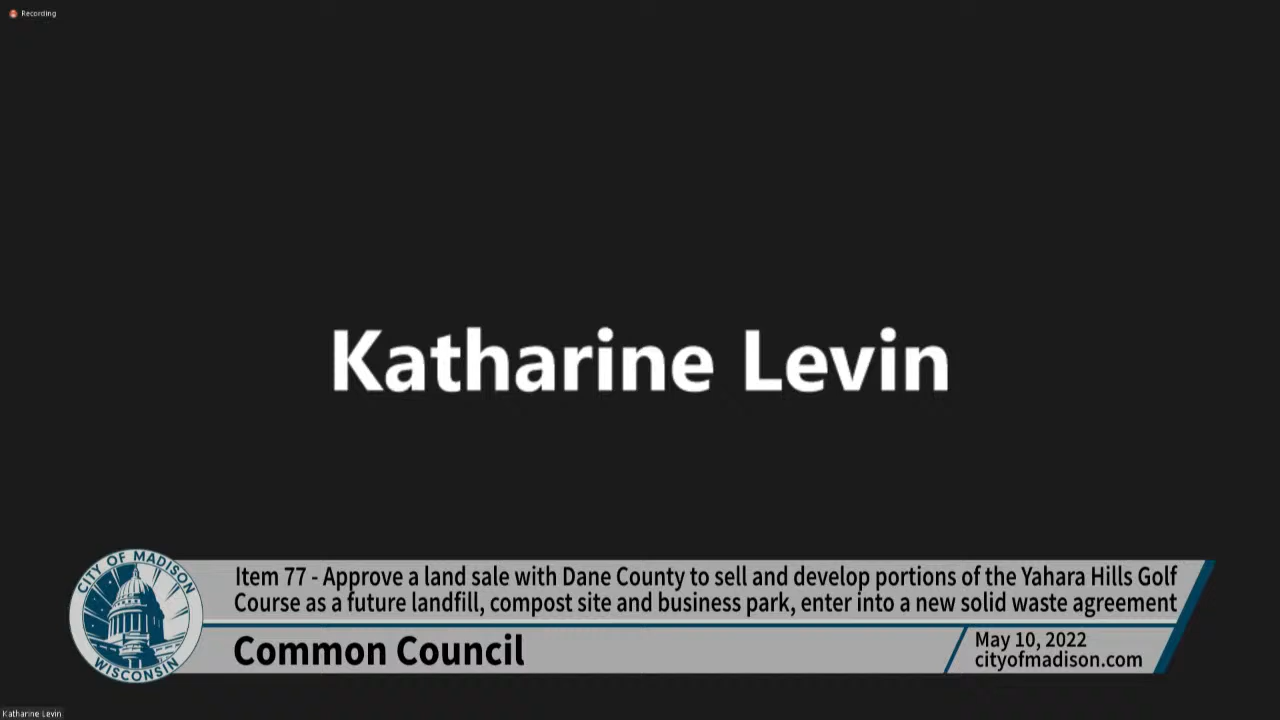 Recording
Katharine Levin
CITY OF MADISON
WISCONSIN
Item 77 - Approve a land sale with Dane County to sell and develop portions of the Yahara Hills Golf
Course as a future landfill, compost site and business park, enter into a new solid waste agreement
Common Council
May 10, 2022
cityofmadison.com
Katharine Levin